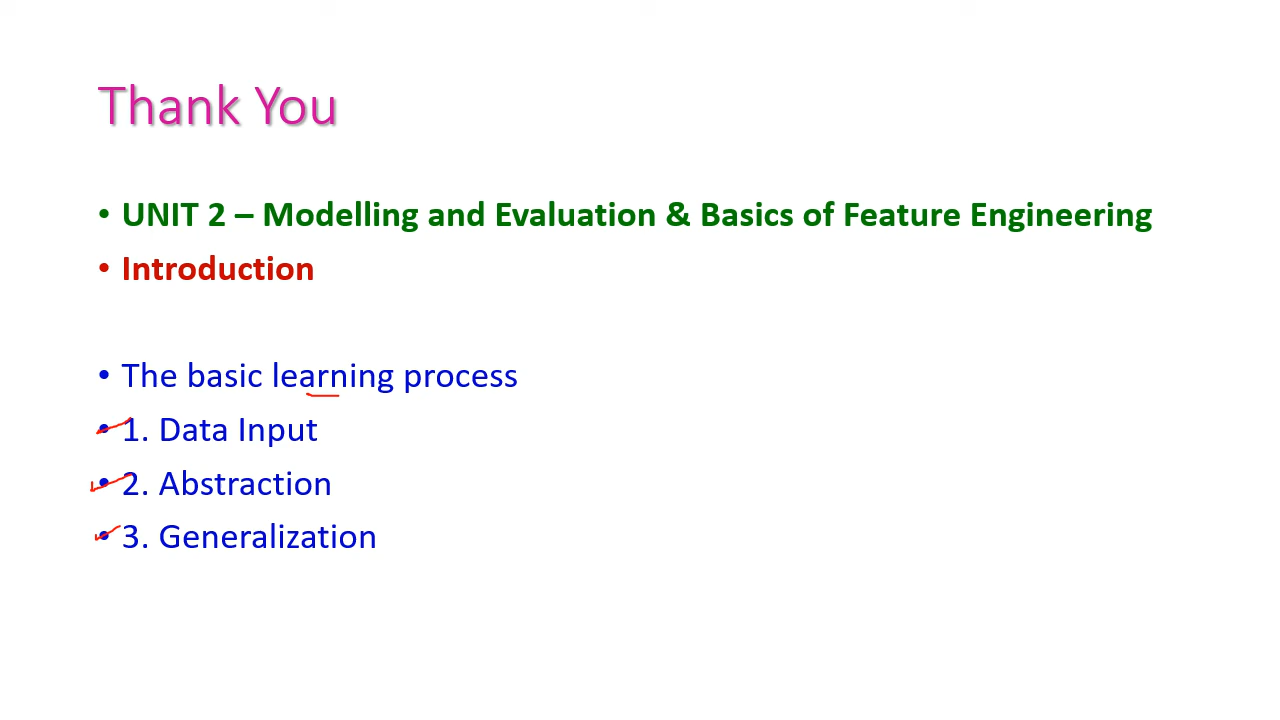 Thank You
• UNIT 2 – Modelling and Evaluation & Basics of Feature Engineering
• Introduction
• The basic learning process
• 1. Data Input
• 2. Abstraction
• 3. Generalization